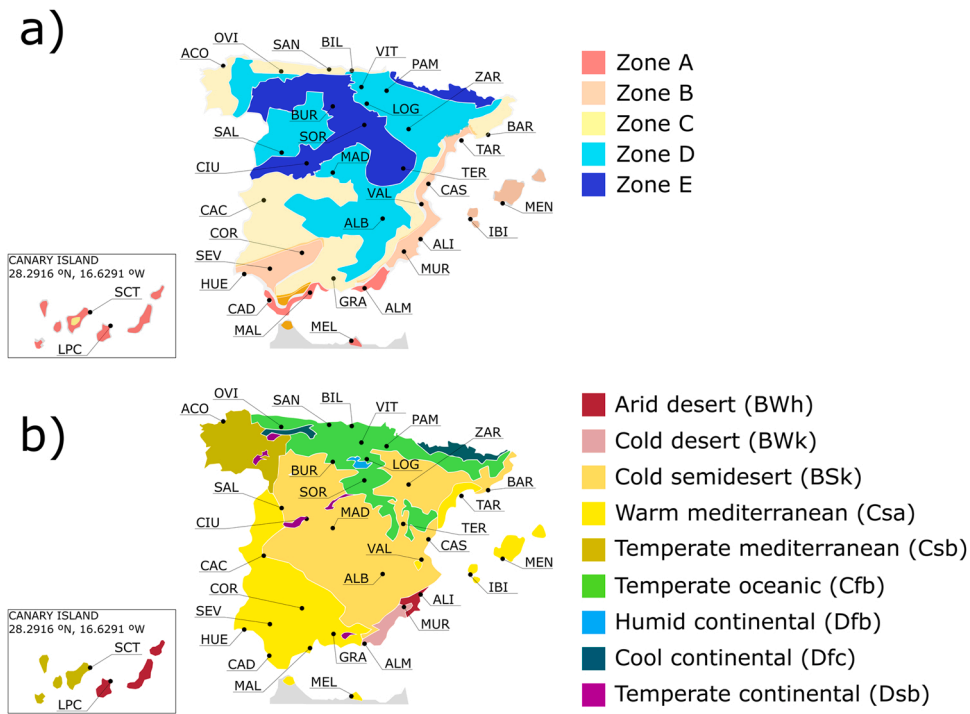 a)
ACO
OVI
SAN
BIL
VIT
PAM
ZAR
BUR
LOG
SOR
SAL
BAR
TAR
CIU
MAD
TER
CAS
VAL
MEN
CAC
ALB
IBI
COR
ALI
SEV
MUR
HUE
GRA
ALM
CAD
MAL
MEL
CANARY ISLAND
28.2916 ºN, 16.6291 ºW
SCT
LPC
Zone A
Zone B
Zone C
Zone D
Zone E
b)
ACO
OVI
SAN
BIL
VIT
PAM
ZAR
BUR
LOG
SOR
SAL
BAR
TAR
CIU
MAD
TER
CAS
VAL
MEN
CAC
ALB
IBI
COR
ALI
SEV
MUR
HUE
GRA
ALM
CAD
MAL
MEL
CANARY ISLAND
28.2916 ºN, 16.6291 ºW
SCT
LPC
Arid desert (BWh)
Cold desert (BWk)
Cold semidesert (BSk)
Warm mediterranean (Csa)
Temperate mediterranean (Csb)
Temperate oceanic (Cfb)
Humid continental (Dfb)
Cool continental (Dfc)
Temperate continental (Dsb)